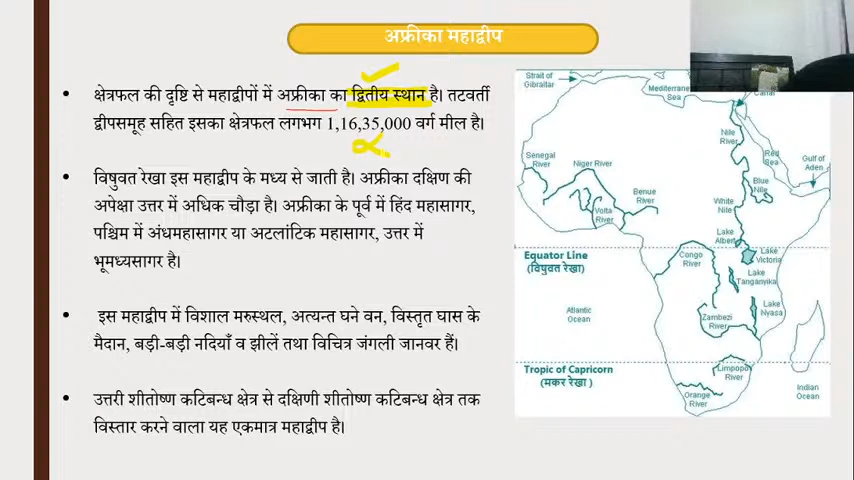 अफ्रीका महाद्वीप
• क्षेत्रफल की दृष्टि से महाद्वीपों में अफ्रीका का द्वितीय स्थान है। तटवर्ती
द्वीपसमूह सहित इसका क्षेत्रफल लगभग 1,16,35,000 वर्ग मील है।
2.
• विषुवत रेखा इस महाद्वीप के मध्य से जाती है। अफ्रीका दक्षिण की
अपेक्षा उत्तर में अधिक चौड़ा है। अफ्रीका के पूर्व में हिंद महासागर,
पश्चिम में अंधमहासागर या अटलांटिक महासागर, उत्तर में
भूमध्यसागर है।
• इस महाद्वीप में विशाल मरुस्थल, अत्यन्त घने वन, विस्तृत घास के
मैदान, बड़ी-बड़ी नदियाँ व झीलें तथा विचित्र जंगली जानवर हैं।
• उत्तरी शीतोष्ण कटिबन्ध क्षेत्र से दक्षिणी शीतोष्ण कटिबन्ध क्षेत्र तक
विस्तार करने वाला यह एकमात्र महाद्वीप है।
Strait of
Gibraltar
Mediterranean
Sea
Canal
Nile
River
Red
Sea
Gulf of
Aden
Senegal
River
Niger River
Benue
River
Volta
River
Blue
Nile
White
Nile
Lake
Albert
Equator Line
(विषुवत रेखा)
Congo
River
Lake
Victoria
Lake
Tanganyika
Lake
Nyasa
Atlantic
Ocean
Zambezi
River
Tropic of Capricorn
(मकर रेखा )
Limpopo
River
Orange
River
Indian
Ocean